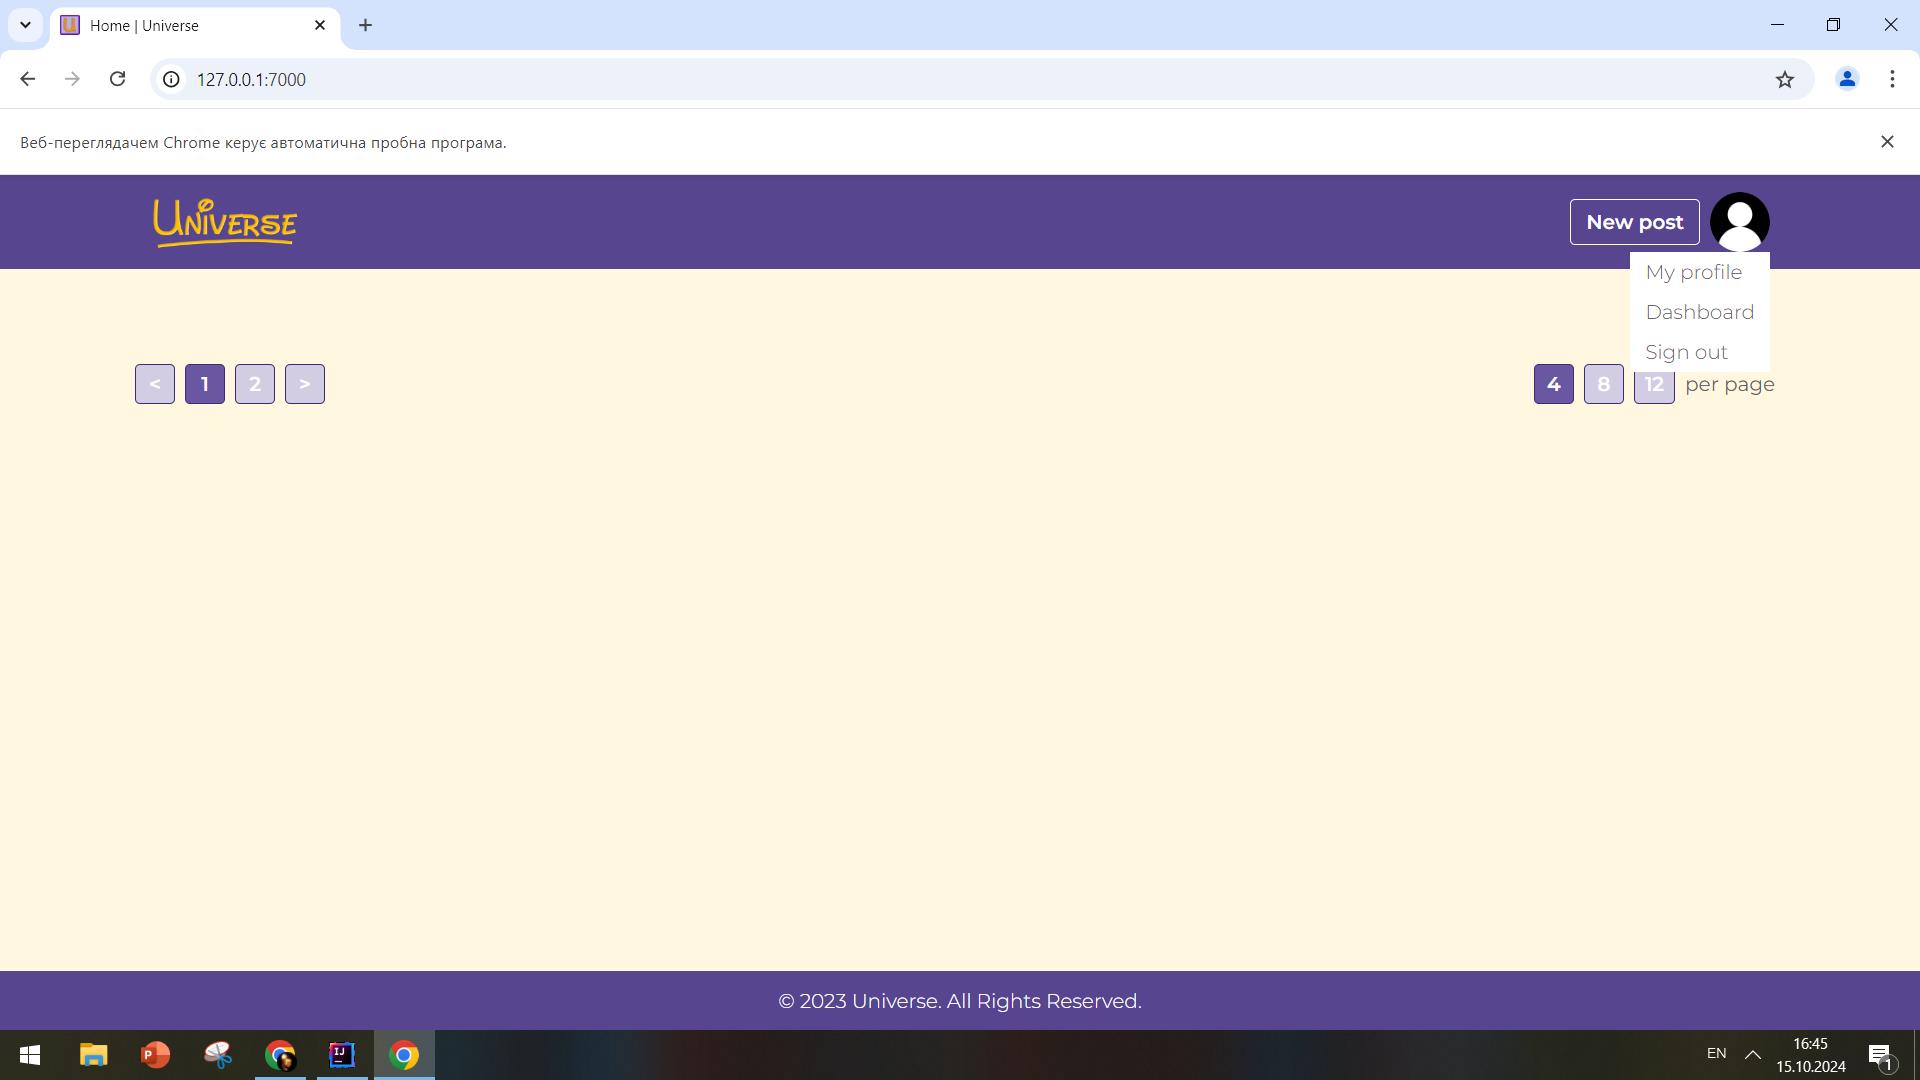 Home | Universe
127.0.0.1:7000
Веб-переглядачем Chrome керує автоматична пробна програма.
UNIVERSE
New post
My profile
Dashboard
Sign out
< 1 2 >
4 8 12 per page
© 2023 Universe. All Rights Reserved.
EN
16:45
15.10.2024
1